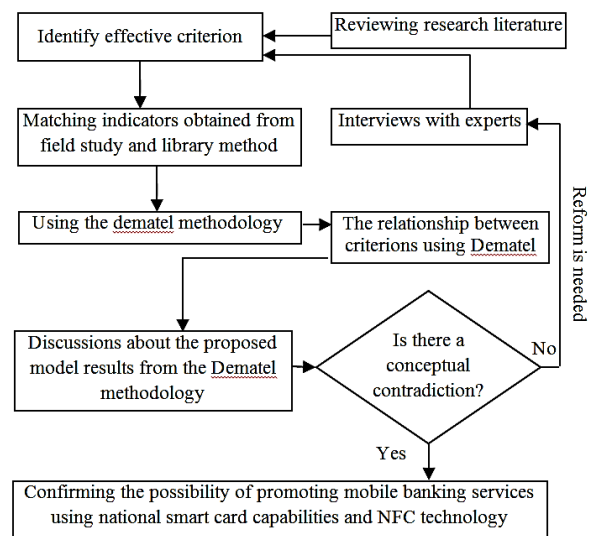 Identify effective criterion
Reviewing research literature
Matching indicators obtained from
field study and library method
Interviews with experts
Using the dematel methodology
The relationship between
criterions using Dematel
Reform is needed
Discussions about the proposed
model results from the Dematel
methodology
Is there a
conceptual
contradiction?
No
Yes
Confirming the possibility of promoting mobile banking services
using national smart card capabilities and NFC technology